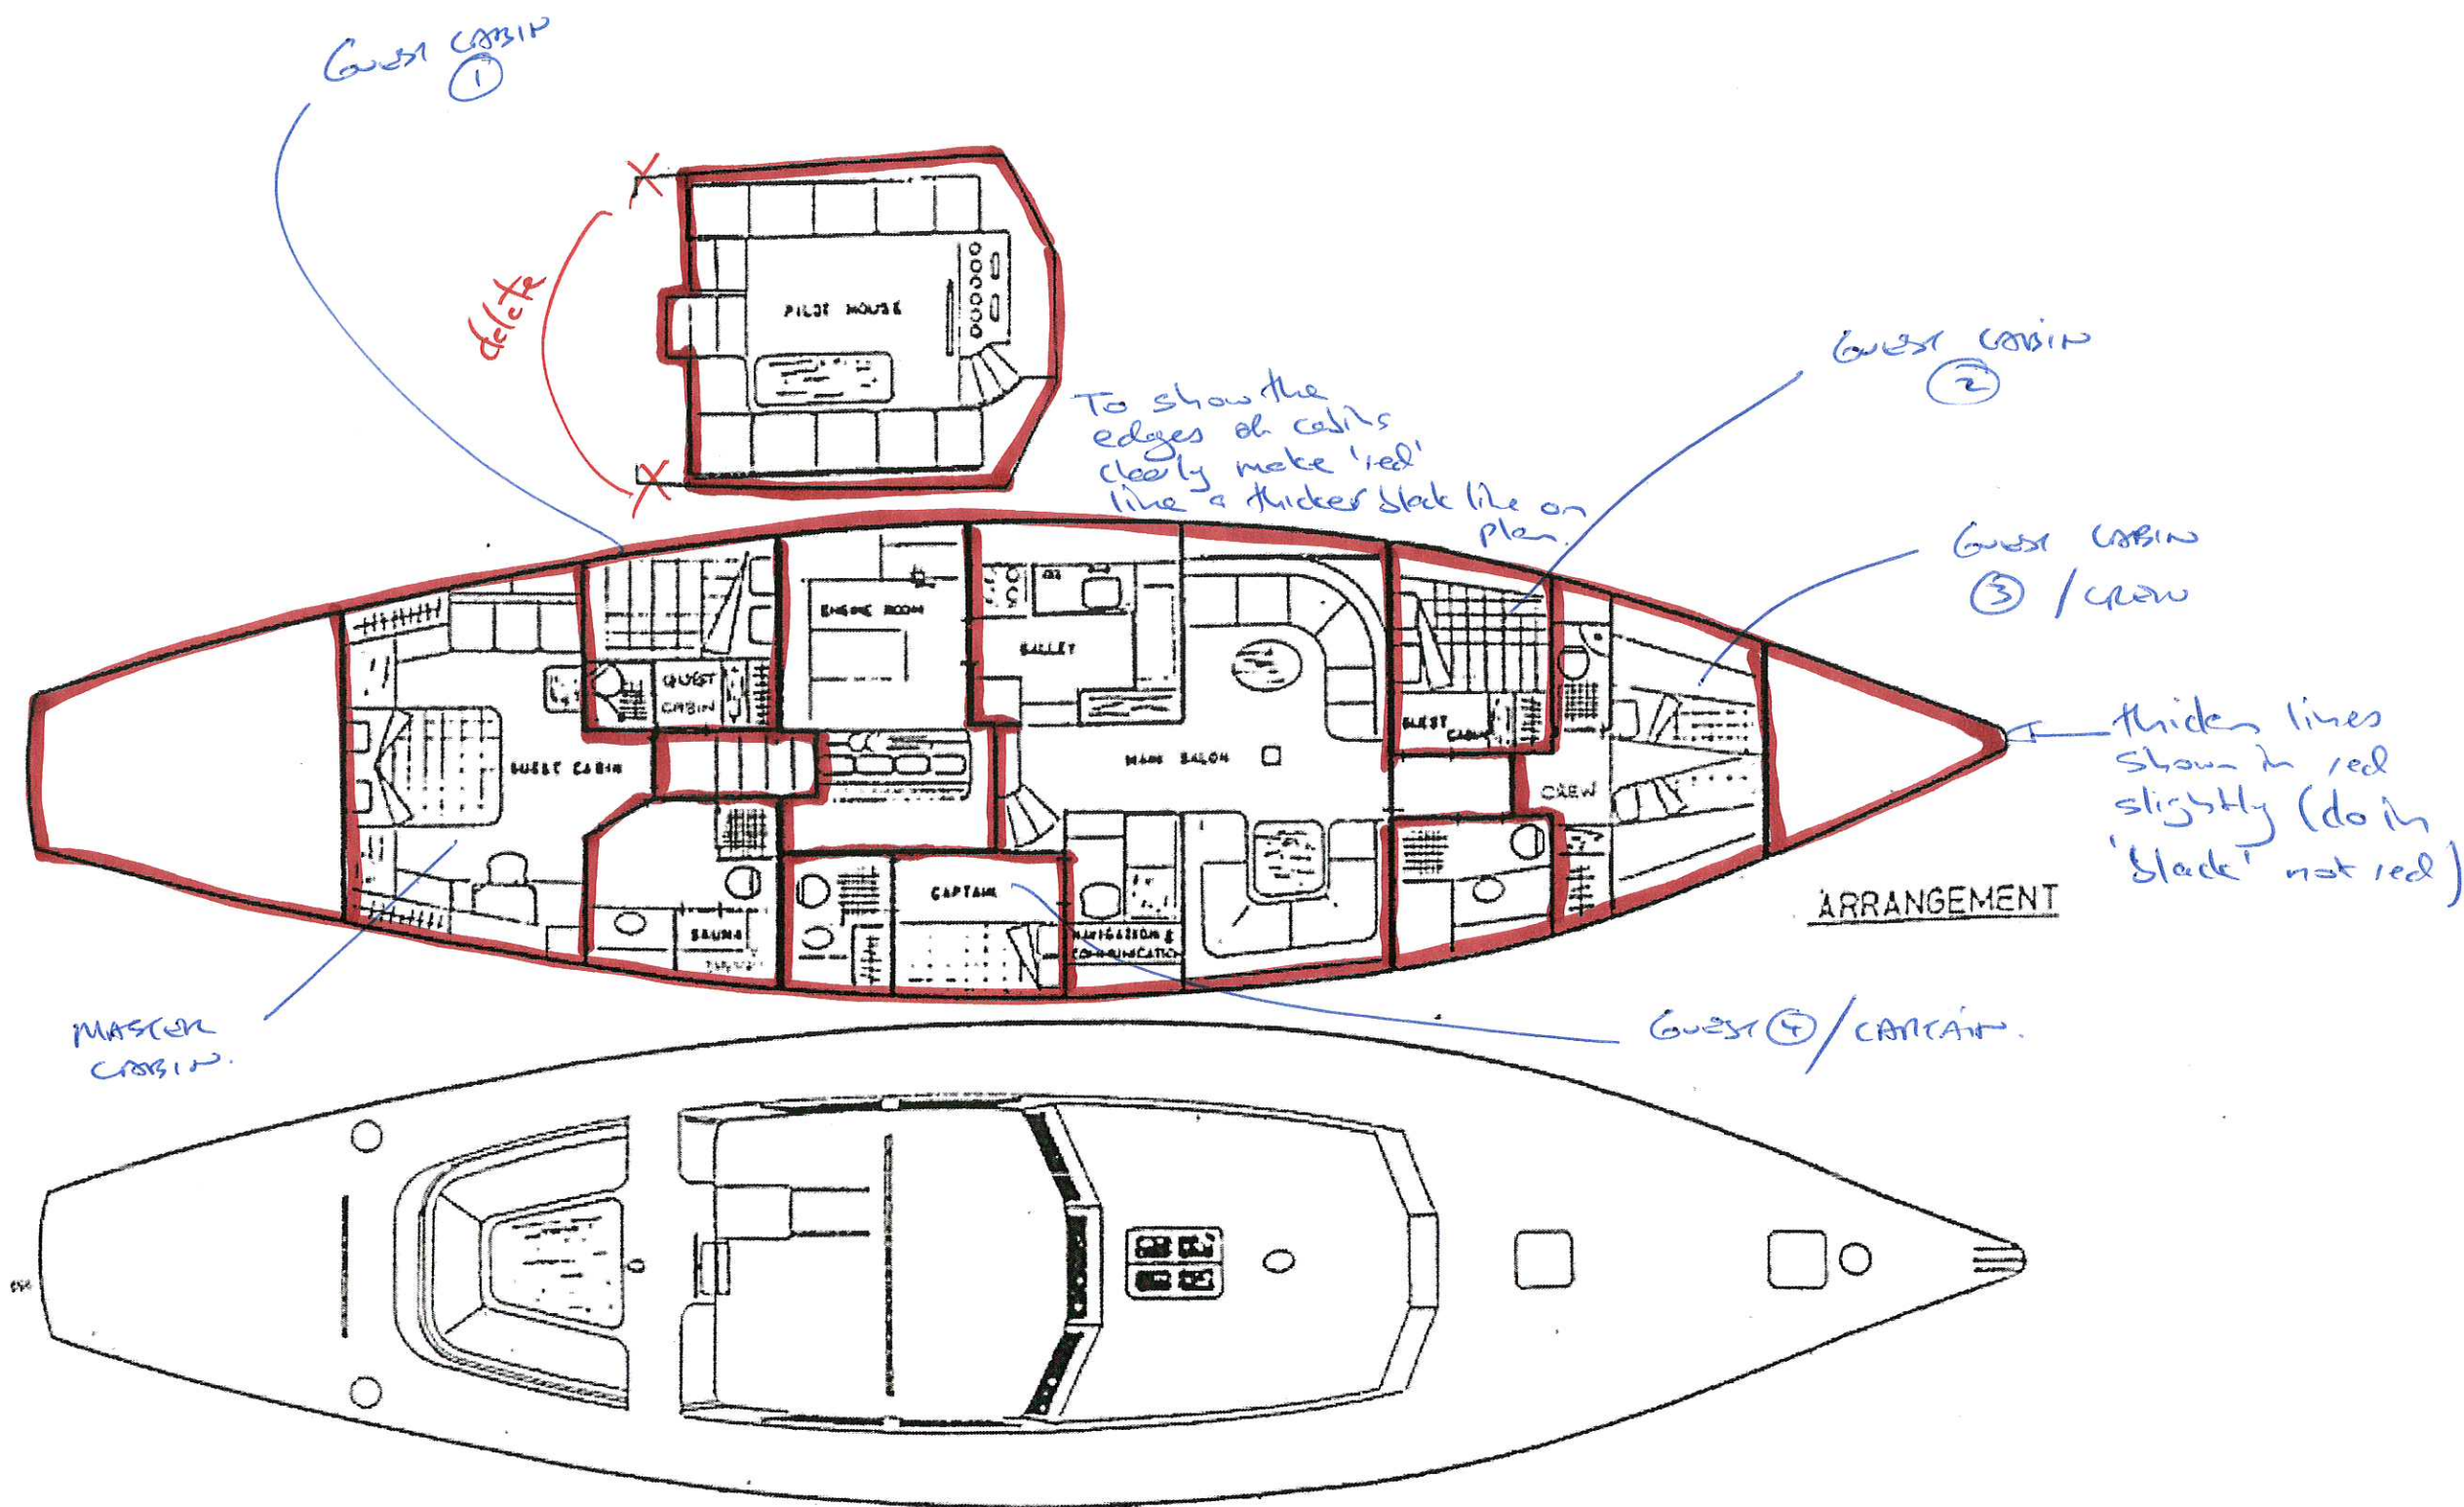 GUEST CABIN
①
delete
PILOT HOUSE
To show the
edges of cabins
clearly make 'red'
line a thicker black line on
plan.
GUEST CABIN
②
GUEST CABIN
③ / CREW
thicker lines
shown in red
slightly (do in
'black' not red)
ENGINE ROOM
GALLEY
GUEST
CABIN
GUEST CABIN
MAIN SALON
GUEST
CABIN
CREW
CAPTAIN
SAUNA
NAVIGATION &
COMMUNICATION
ARRANGEMENT
MASTER
CABIN.
GUEST ④ / CAPTAIN.